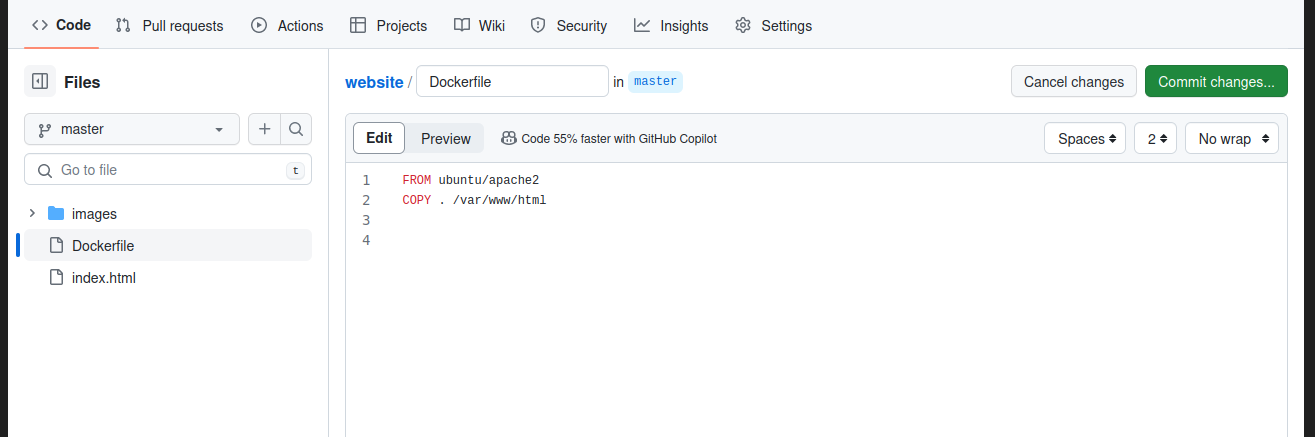 Code Pull requests Actions Projects Wiki Security Insights Settings
Files
website / Dockerfile in master Cancel changes Commit changes...
master
Edit Preview Code 55% faster with GitHub Copilot Spaces 2 No wrap
Go to file t
1 FROM ubuntu/apache2
2 COPY . /var/www/html
3
4
images
Dockerfile
index.html